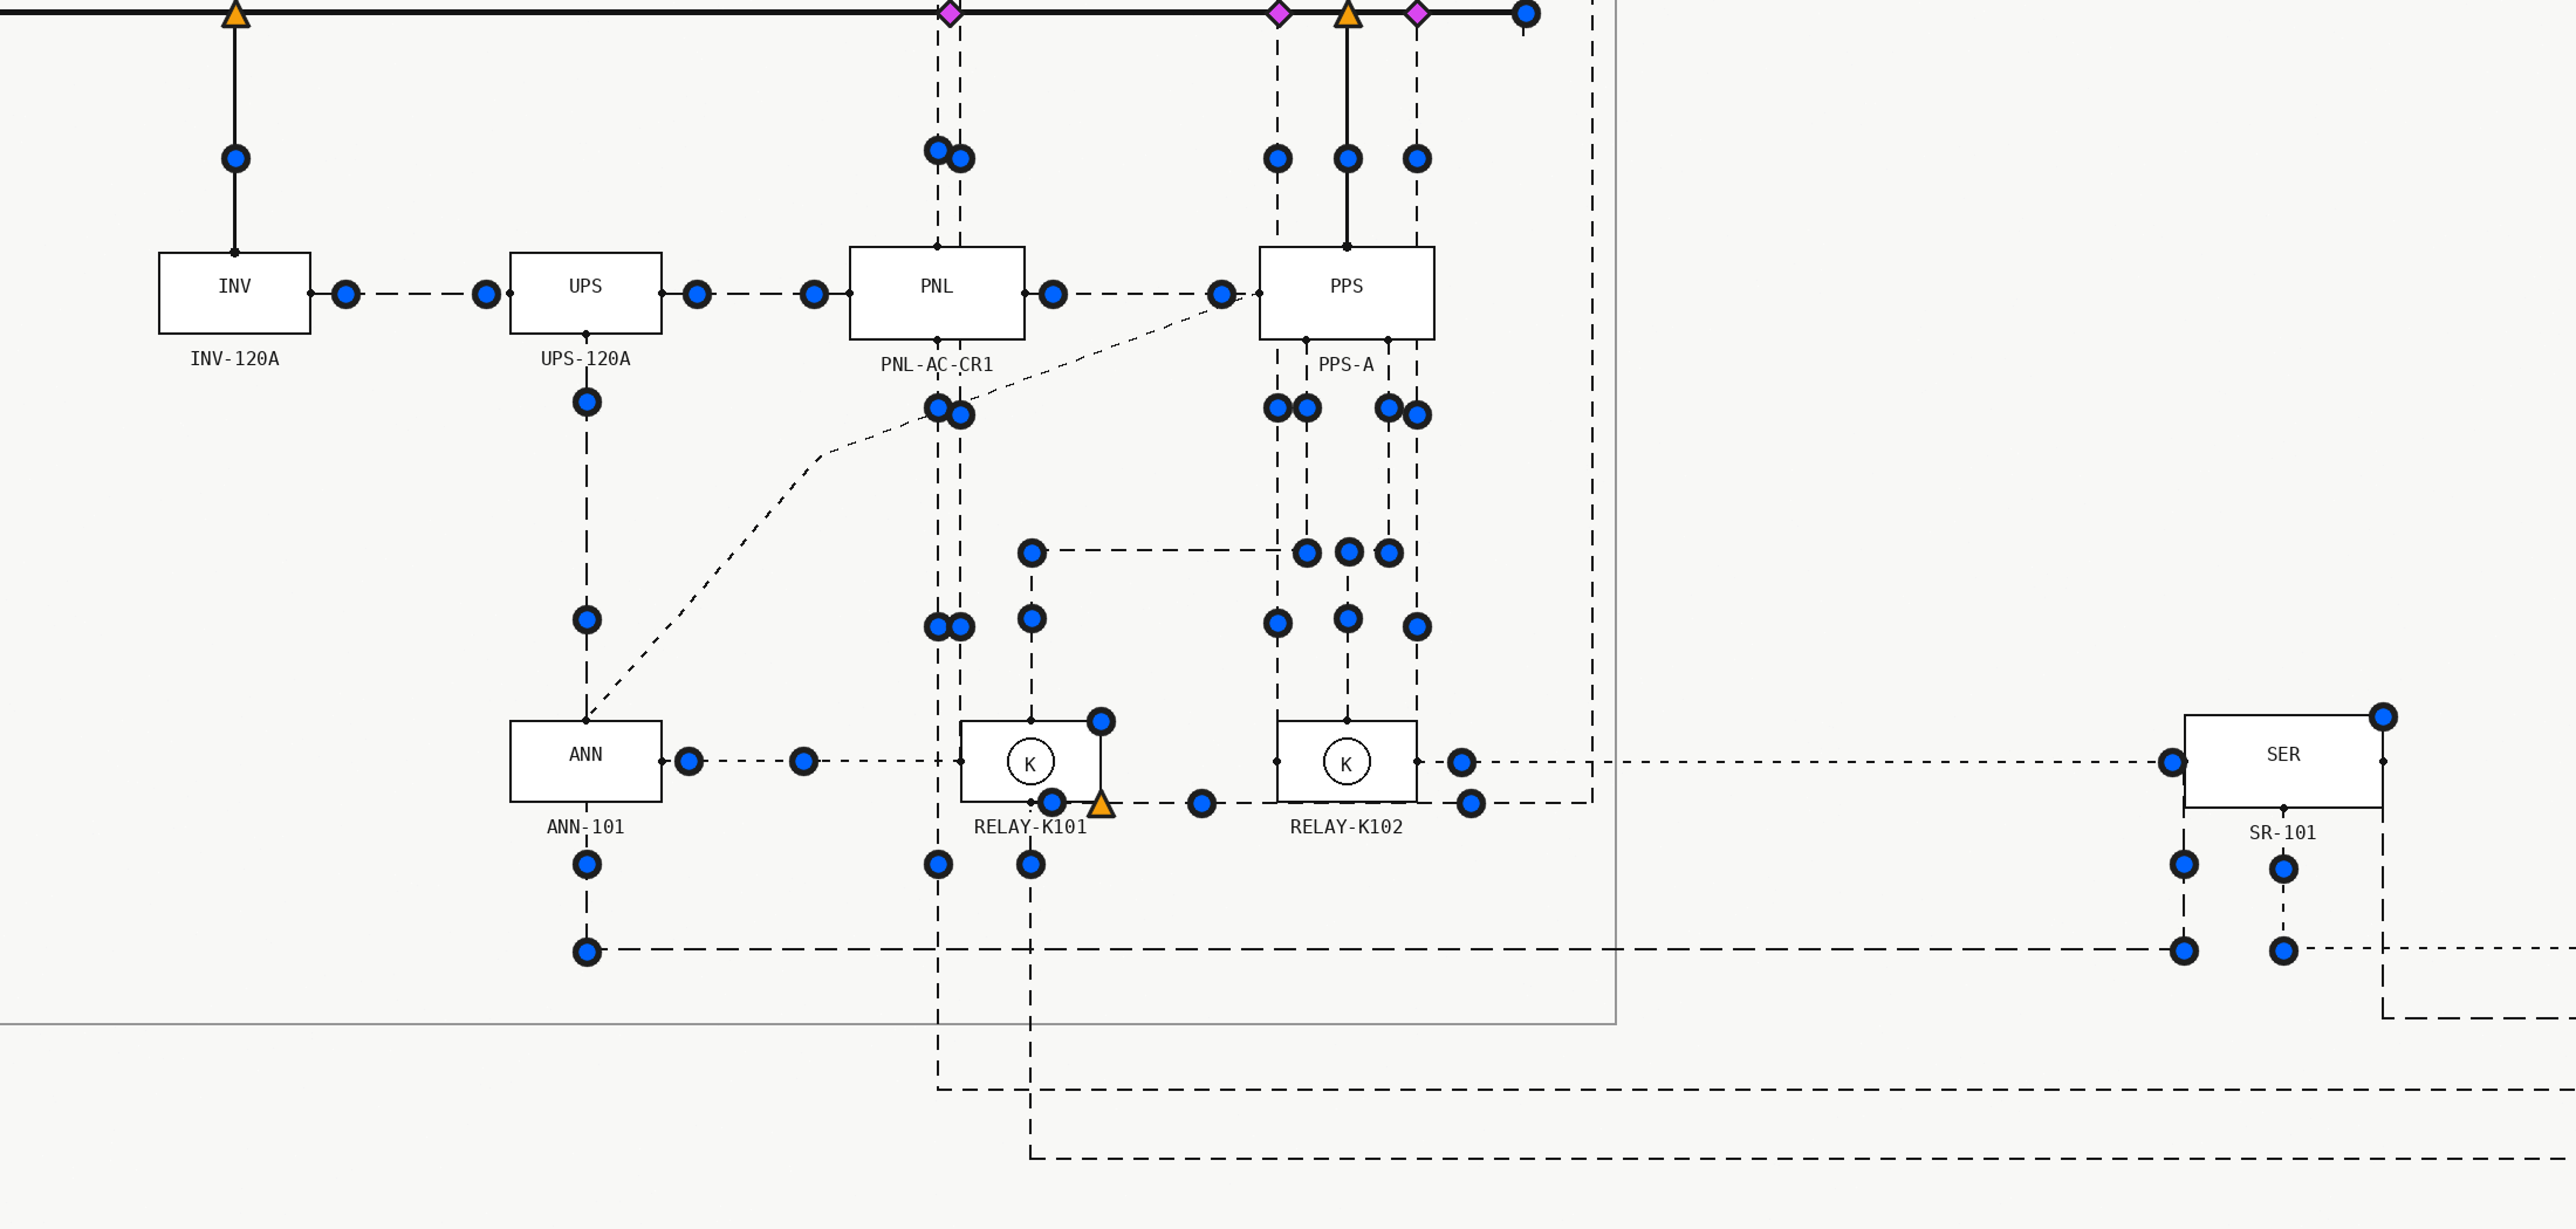 INV
UPS
PNL
PPS
INV-120A
UPS-120A
PNL-AC-CR1
PPS-A
ANN
K
K
SER
ANN-101
RELAY-K101
RELAY-K102
SR-101